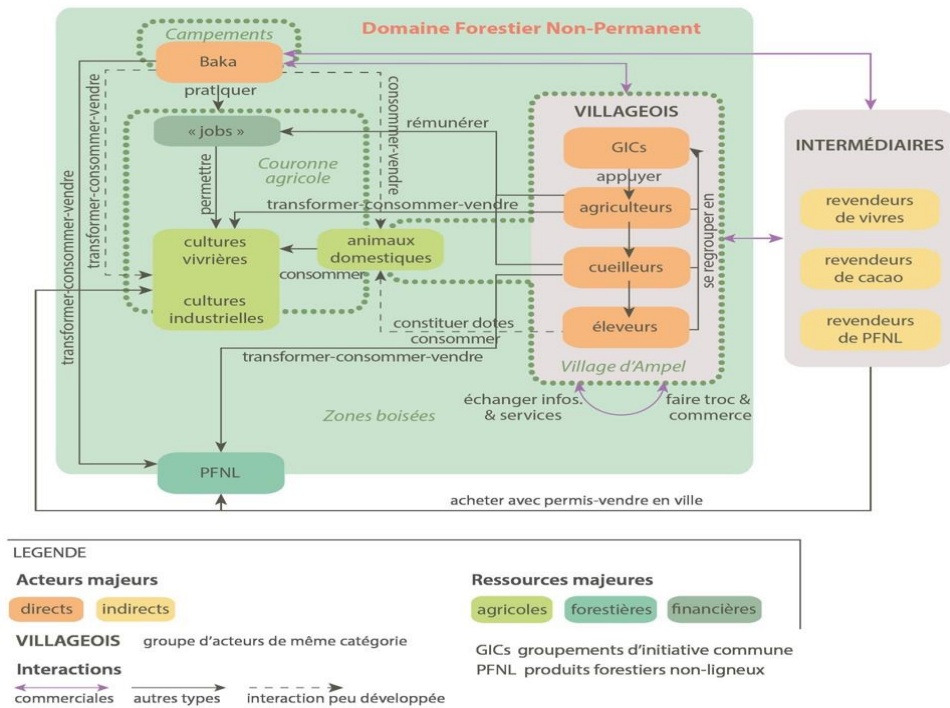 Domaine Forestier Non-Permanent
Campements
Baka
pratiquer
« jobs »
Couronne
agricole
permettre
transformer-consommer-vendre
transformer-consommer-vendre
consommer-vendre
rémunérer
transformer-consommer-vendre
cultures
vivrières
cultures
industrielles
animaux
domestiques
consommer
constituer dotes
consommer
transformer-consommer-vendre
VILLAGEOIS
GICs
appuyer
agriculteurs
cueilleurs
éleveurs
se regrouper en
Village d'Ampel
échanger infos.
& services
faire troc &
commerce
Zones boisées
PFNL
INTERMÉDIAIRES
revendeurs
de vivres
revendeurs
de cacao
revendeurs
de PFNL
acheter avec permis-vendre en ville
LEGENDE
Acteurs majeurs
directs
indirects
VILLAGEOIS groupe d'acteurs de même catégorie
Interactions
commerciales
autres types
interaction peu développée
Ressources majeures
agricoles
forestières
financières
GICs groupements d'initiative commune
PFNL produits forestiers non-ligneux